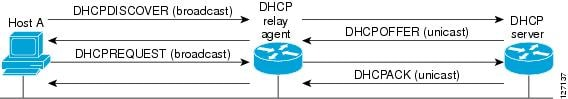 DHCPDISCOVER (broadcast)
Host A
DHCP
relay
agent
DHCP
server
DHCPOFFER (unicast)
DHCPREQUEST (broadcast)
DHCPACK (unicast)
127137